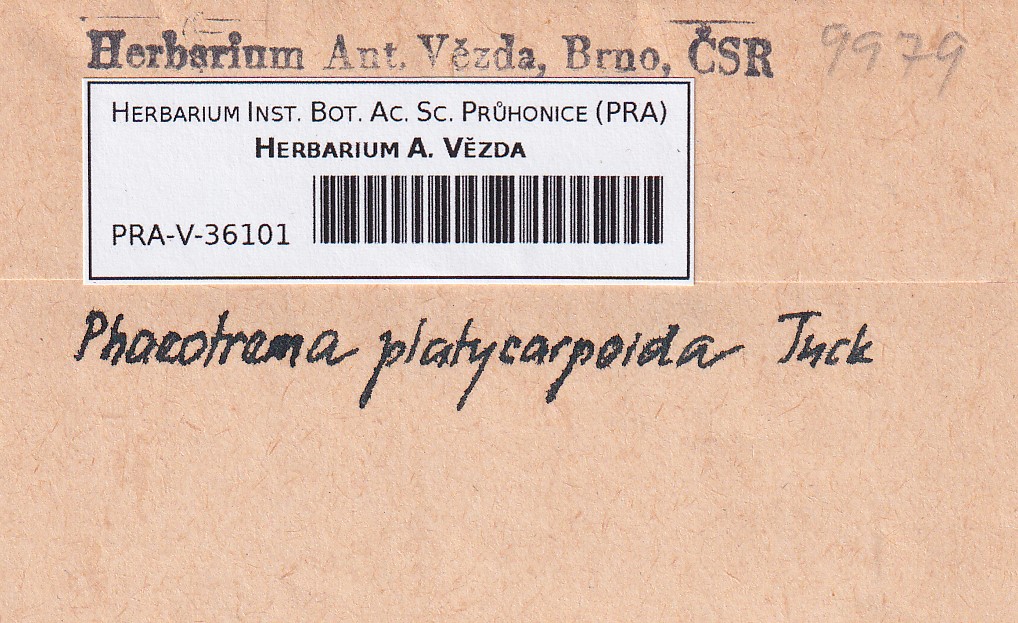 Herbarium Ant. Vězda, Brno, ČSR 9979
HERBARIUM INST. BOT. AC. SC. PRŮHONICE (PRA)
HERBARIUM A. VĚZDA
PRA-V-36101
Phaeotrema platycarpoida Tuck